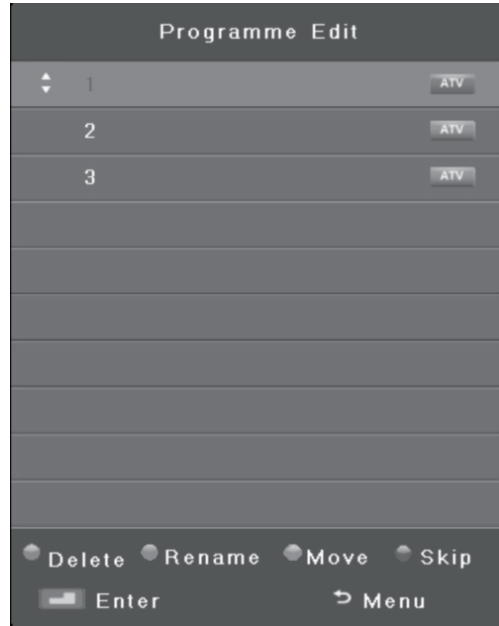 Programme Edit
1 ATV
2 ATV
3 ATV
Delete Rename Move Skip
Enter Menu